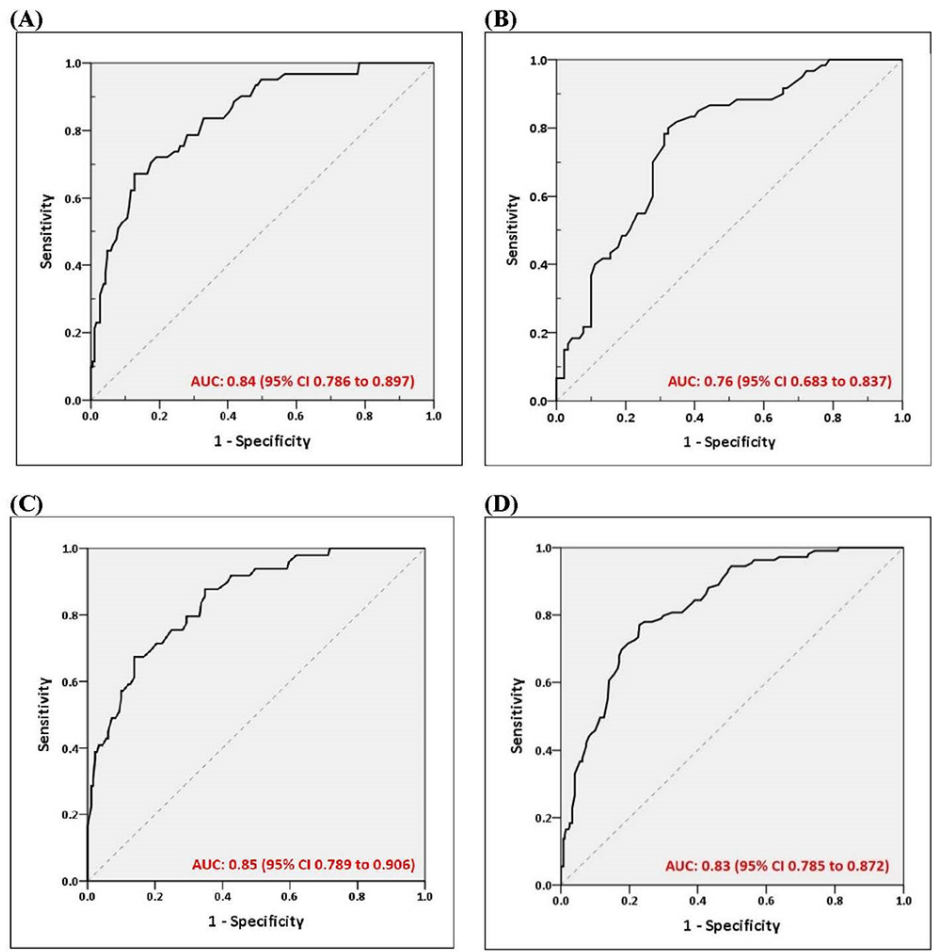 (A)
1.0
0.8
0.6
0.4
0.2
0.0
Sensitivity
AUC: 0.84 (95% CI 0.786 to 0.897)
0.0 0.2 0.4 0.6 0.8 1.0
1 - Specificity
(B)
1.0
0.8
0.6
0.4
0.2
0.0
Sensitivity
AUC: 0.76 (95% CI 0.683 to 0.837)
0.0 0.2 0.4 0.6 0.8 1.0
1 - Specificity
(C)
1.0
0.8
0.6
0.4
0.2
0.0
Sensitivity
AUC: 0.85 (95% CI 0.789 to 0.906)
0.0 0.2 0.4 0.6 0.8 1.0
1 - Specificity
(D)
1.0
0.8
0.6
0.4
0.2
0.0
Sensitivity
AUC: 0.83 (95% CI 0.785 to 0.872)
0.0 0.2 0.4 0.6 0.8 1.0
1 - Specificity